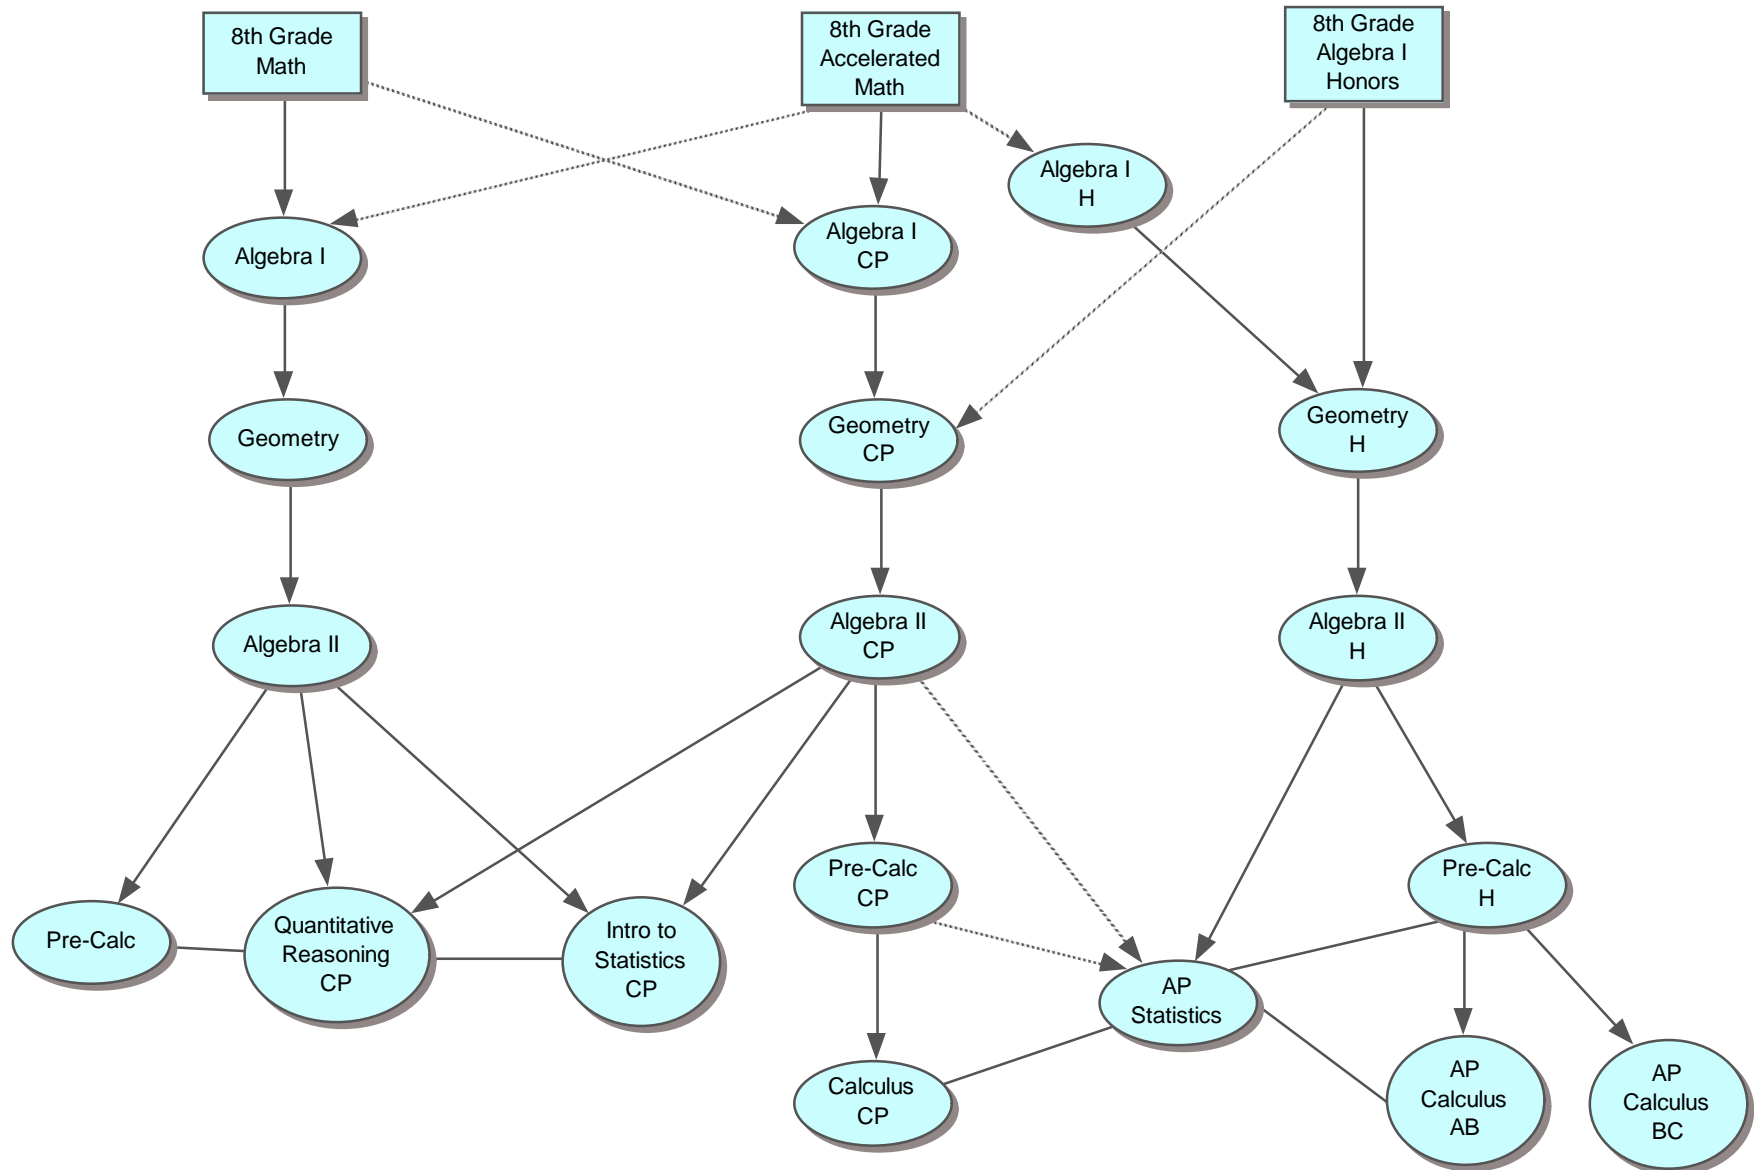 8th Grade
Math
8th Grade
Accelerated
Math
8th Grade
Algebra I
Honors
Algebra I
H
Algebra I
Algebra I
CP
Geometry
Geometry
CP
Geometry
H
Algebra II
Algebra II
CP
Algebra II
H
Pre-Calc
Quantitative
Reasoning
CP
Intro to
Statistics
CP
Pre-Calc
CP
Pre-Calc
H
AP
Statistics
Calculus
CP
AP
Calculus
AB
AP
Calculus
BC